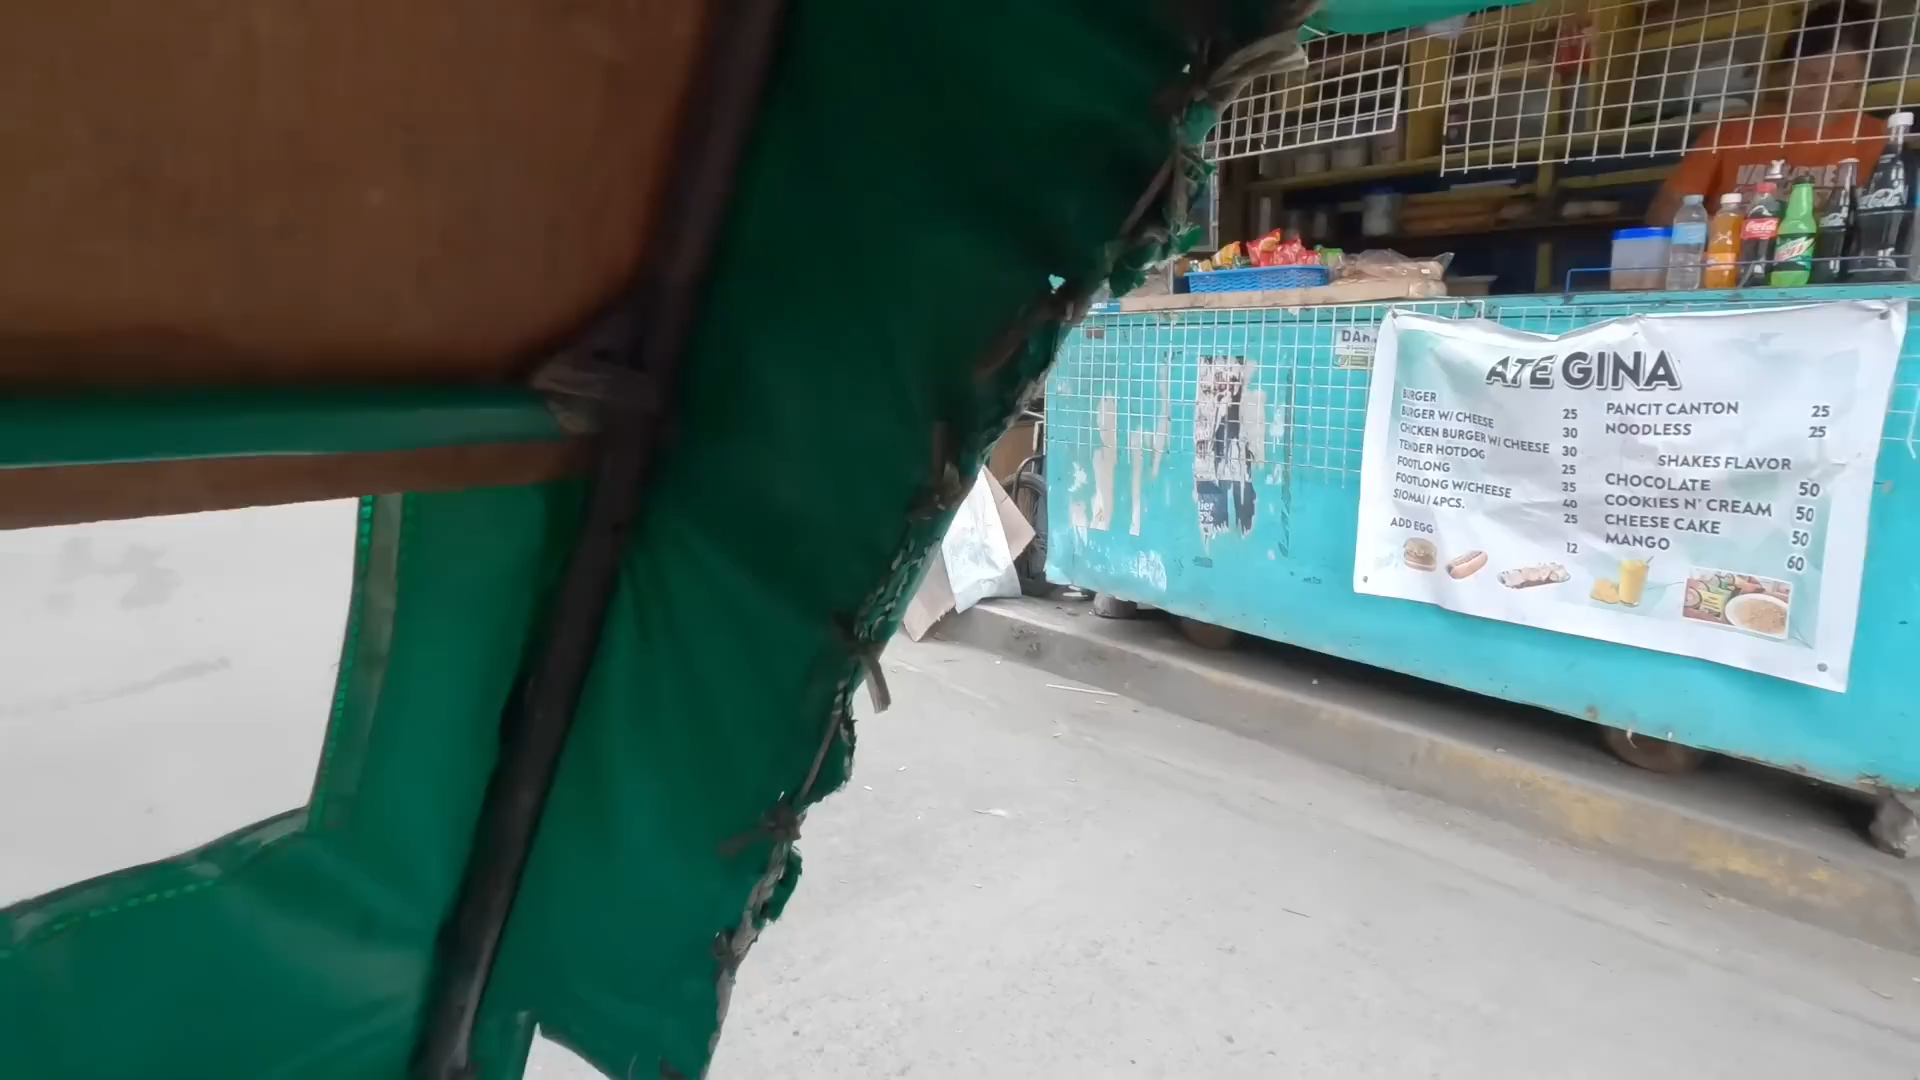 ATE GINA
BURGER 25
BURGER W/ CHEESE 30
CHICKEN BURGER W/ CHEESE 30
TENDER HOTDOG 25
FOOTLONG 35
FOOTLONG W/CHEESE 40
SIOMAI / 4PCS. 25
ADD EGG 12
PANCIT CANTON 25
NOODLESS 25
SHAKES FLAVOR
CHOCOLATE 50
COOKIES N' CREAM 50
CHEESE CAKE 50
MANGO 60
Coca-Cola